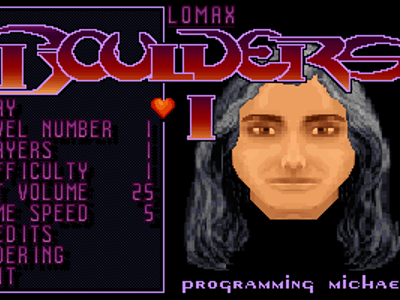 LOMAX
BOULDERS
I
AY
VEL NUMBER 1
AYERS 1
FFICULTY 1
T VOLUME 25
ME SPEED 5
EDITS
DERING
IT
PROGRAMMING MICHAE